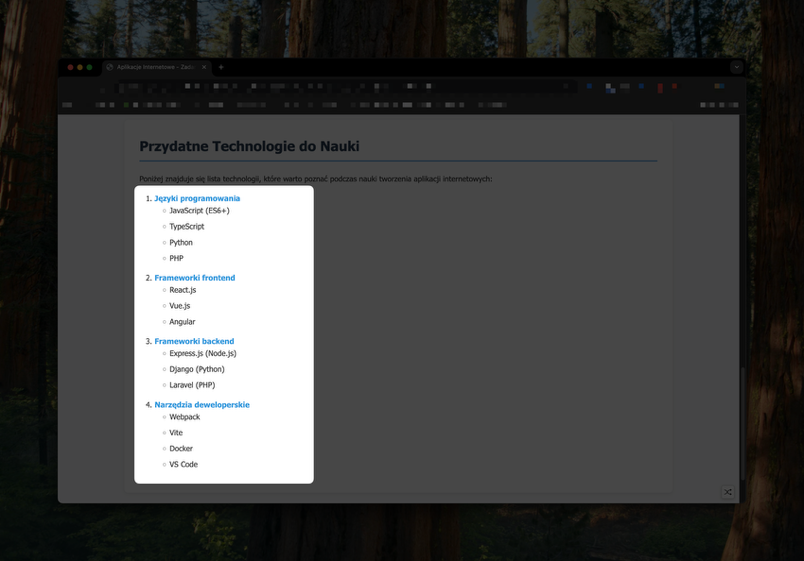 Aplikacje Internetowe - Zada
Przydatne Technologie do Nauki
Poniżej znajduje się lista technologii, które warto poznać podczas nauki tworzenia aplikacji internetowych:
1. Języki programowania
JavaScript (ES6+)
TypeScript
Python
PHP
2. Frameworki frontend
React.js
Vue.js
Angular
3. Frameworki backend
Express.js (Node.js)
Django (Python)
Laravel (PHP)
4. Narzędzia deweloperskie
Webpack
Vite
Docker
VS Code